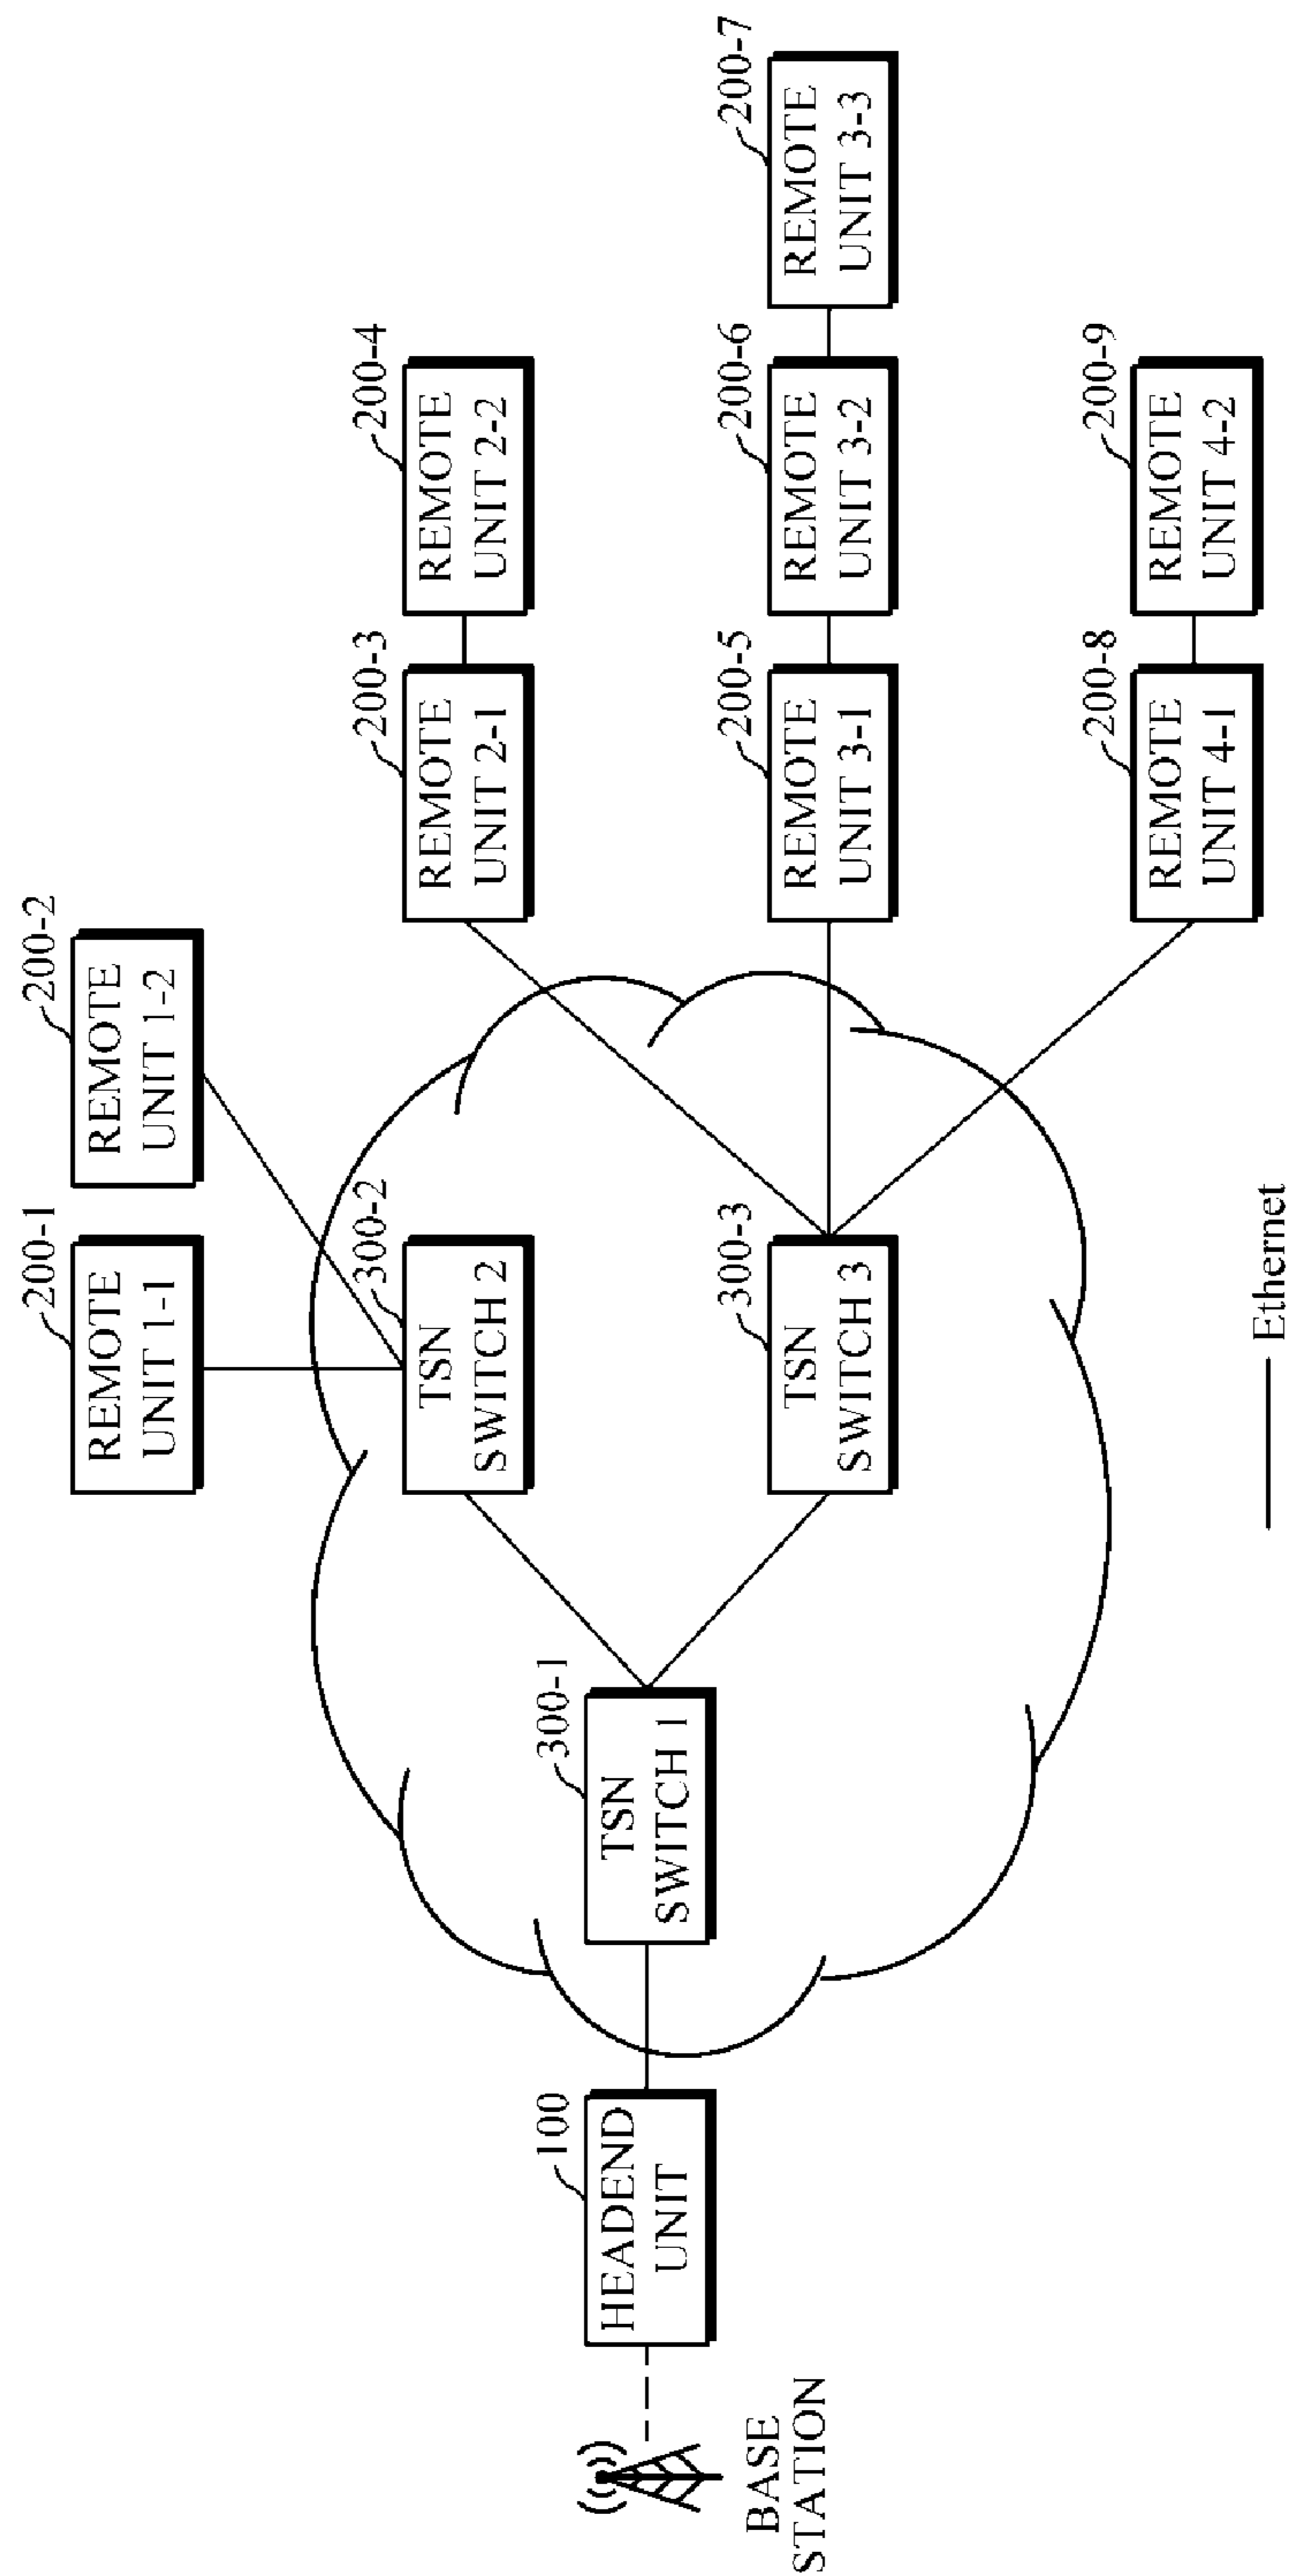 200-1
REMOTE
UNIT 1-1
200-2
REMOTE
UNIT 1-2
300-2
TSN
SWITCH 2
200-3
REMOTE
UNIT 2-1
200-4
REMOTE
UNIT 2-2
100
HEADEND
UNIT
300-1
TSN
SWITCH 1
BASE
STATION
300-3
TSN
SWITCH 3
200-5
REMOTE
UNIT 3-1
200-6
REMOTE
UNIT 3-2
200-7
REMOTE
UNIT 3-3
200-8
REMOTE
UNIT 4-1
200-9
REMOTE
UNIT 4-2
Ethernet